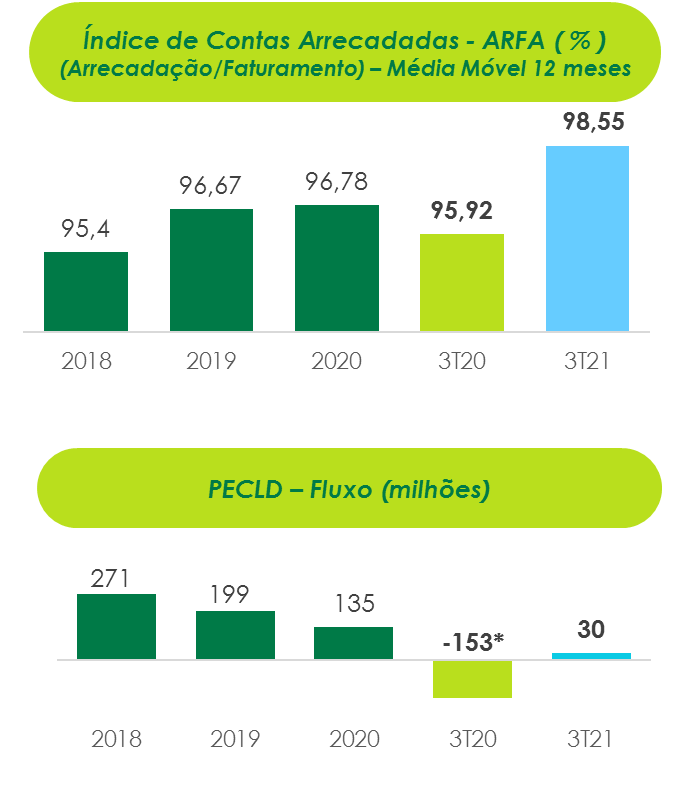 Índice de Contas Arrecadadas - ARFA ( % )
(Arrecadação/Faturamento) – Média Móvel 12 meses
98,55
96,67
96,78
95,92
95,4
2018
2019
2020
3T20
3T21
PECLD – Fluxo (milhões)
271
199
135
-153*
30
2018
2019
2020
3T20
3T21